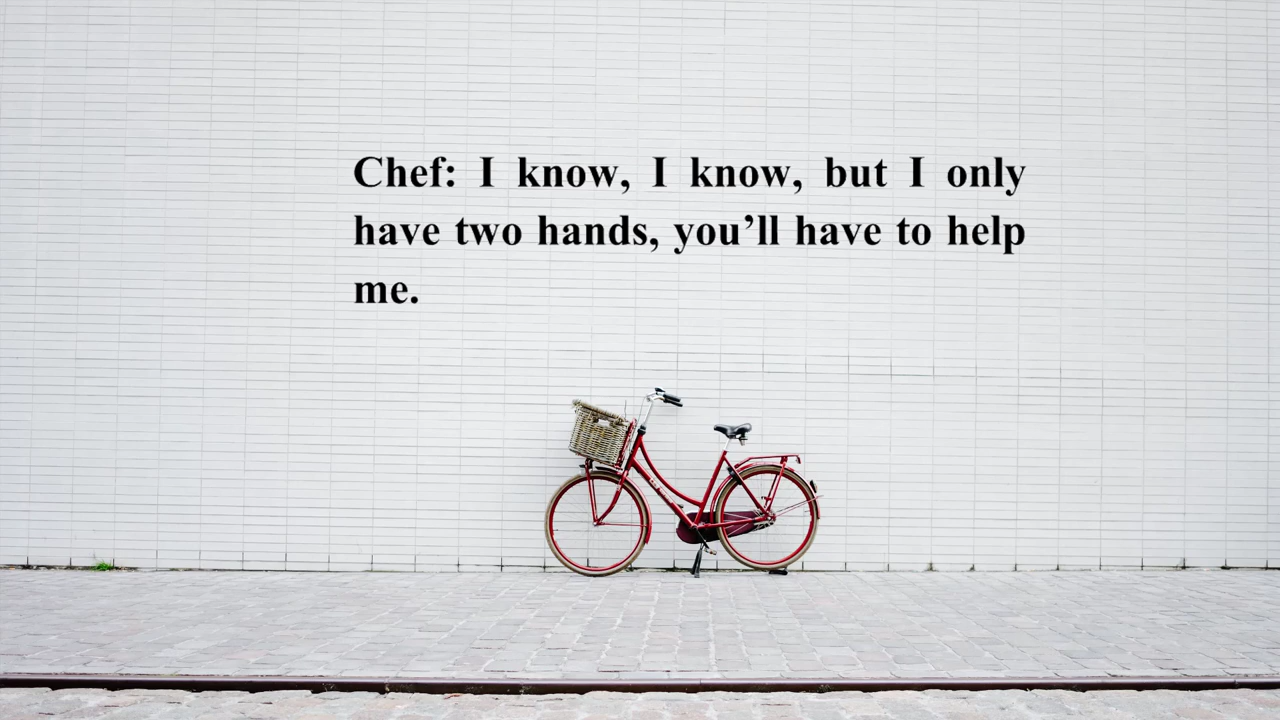 Chef: I know, I know, but I only
have two hands, you’ll have to help
me.